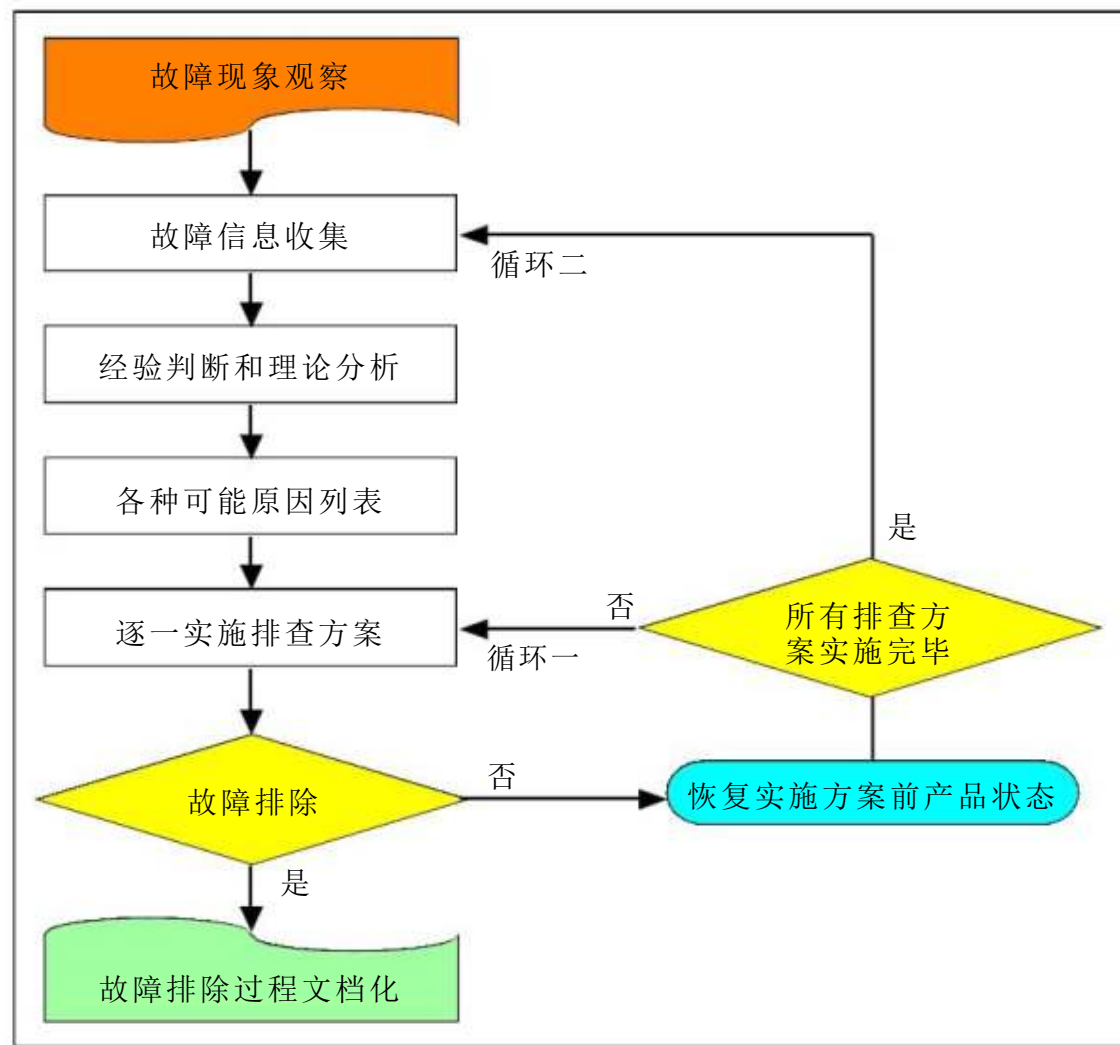 故障现象观察
故障信息收集
循环二
经验判断和理论分析
各种可能原因列表
是
逐一实施排查方案
否
循环一
所有排查方
案实施完毕
故障排除
否
恢复实施方案前产品状态
是
故障排除过程文档化